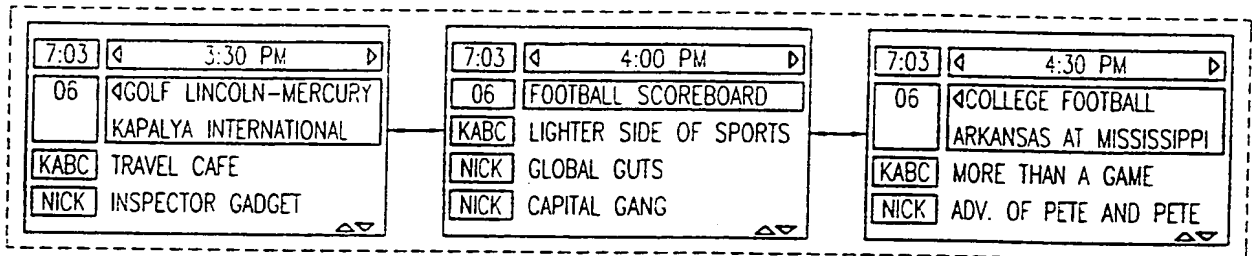 7:03 ◁ 3:30 PM ▷
06 ◁GOLF LINCOLN-MERCURY
KAPALYA INTERNATIONAL
KABC TRAVEL CAFE
NICK INSPECTOR GADGET
7:03 ◁ 4:00 PM ▷
06 FOOTBALL SCOREBOARD
KABC LIGHTER SIDE OF SPORTS
NICK GLOBAL GUTS
NICK CAPITAL GANG
7:03 ◁ 4:30 PM ▷
06 ◁COLLEGE FOOTBALL
ARKANSAS AT MISSISSIPPI
KABC MORE THAN A GAME
NICK ADV. OF PETE AND PETE